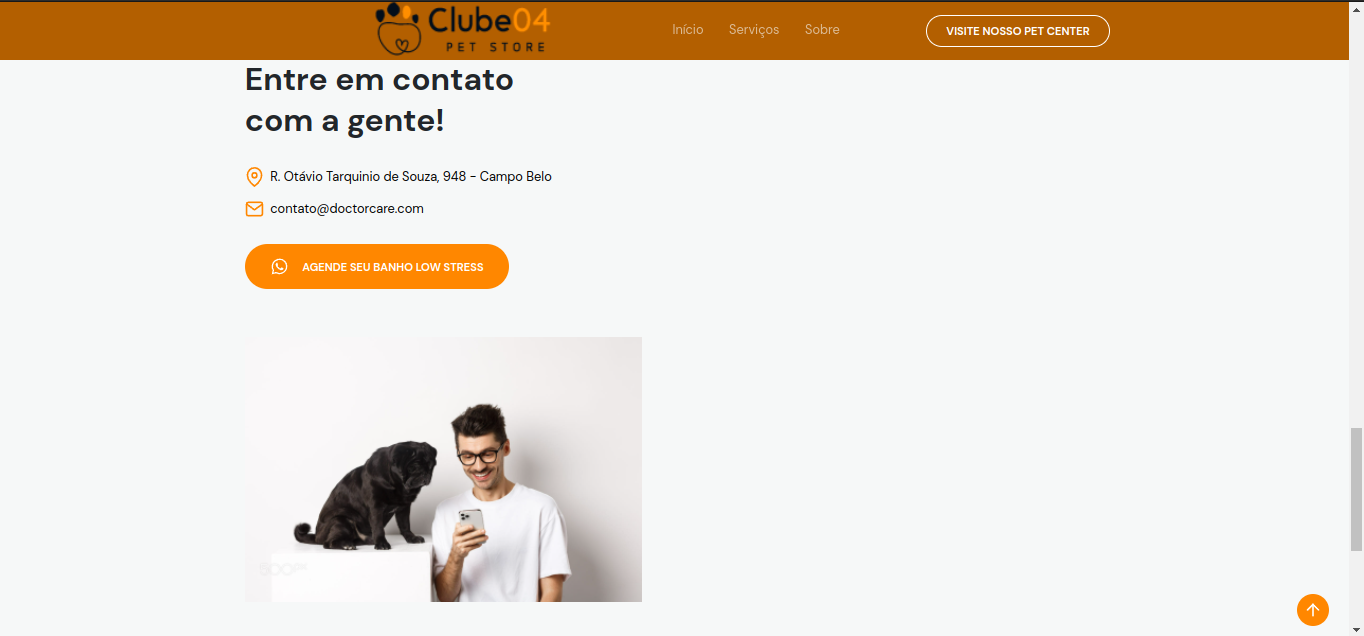 Clube04
PET STORE
Início
Serviços
Sobre
VISITE NOSSO PET CENTER
Entre em contato
com a gente!
R. Otávio Tarquinio de Souza, 948 - Campo Belo
contato@doctorcare.com
AGENDE SEU BANHO LOW STRESS